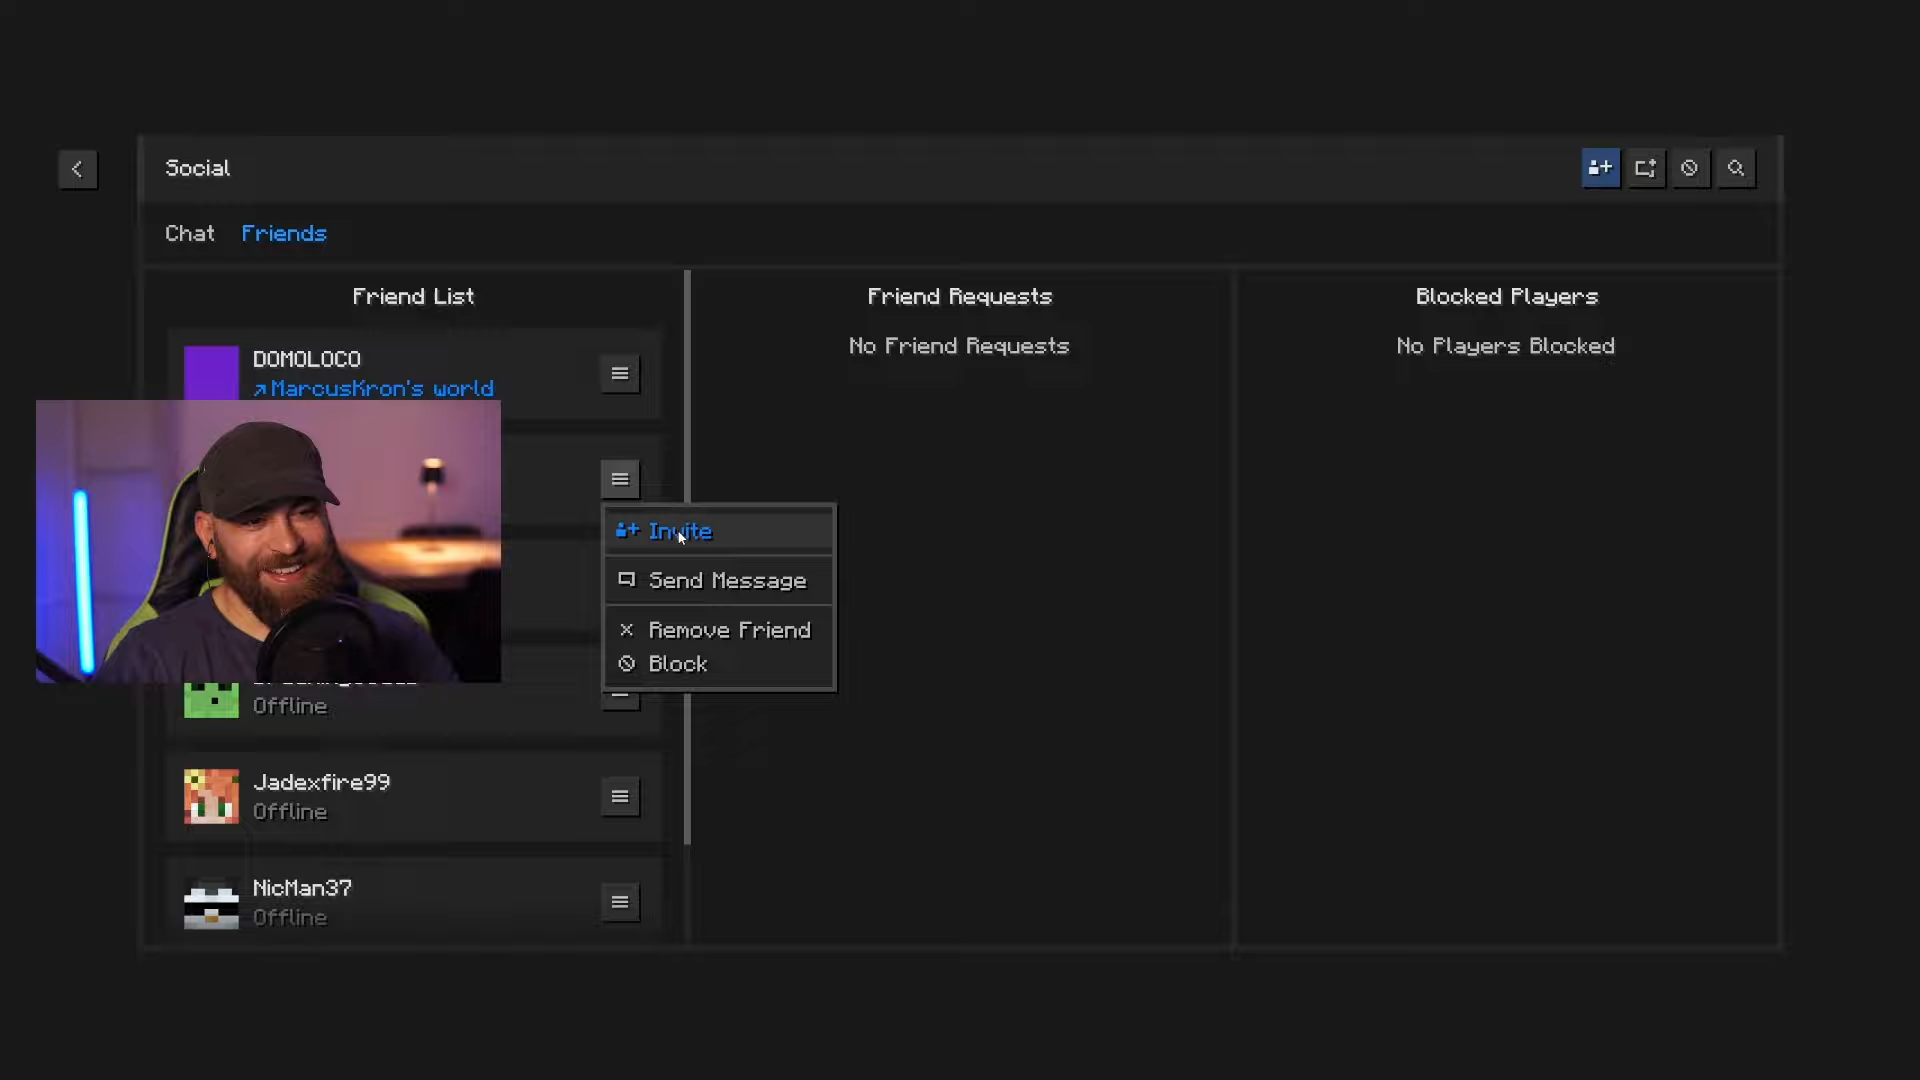 Social
Chat
Friends
Friend List
Friend Requests
Blocked Players
No Friend Requests
No Players Blocked
DOMOLOCO
MarcusKron's world
Invite
Send Message
Remove Friend
Block
Offline
Jadexfire99
Offline
NicMan37
Offline